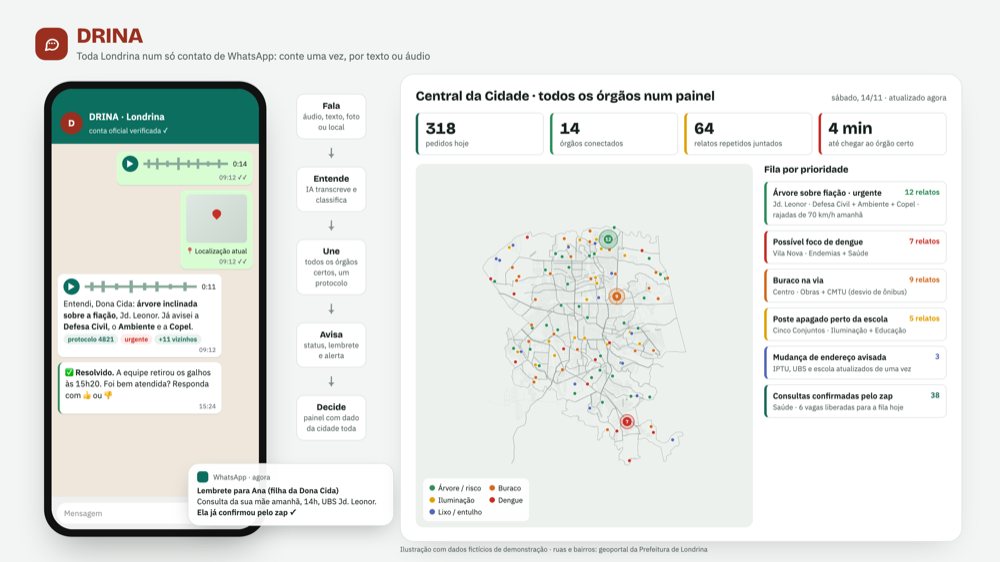 DRINA
Toda Londrina num só contato de WhatsApp: conte uma vez, por texto ou áudio
D
DRINA · Londrina
conta oficial verificada ✓
0:14
09:12 ✓✓
📍 Localização atual
09:12 ✓✓
0:11
Entendi, Dona Cida: árvore inclinada
sobre a fiação, Jd. Leonor. Já avisei a
Defesa Civil, o Ambiente e a Copel.
protocolo 4821 urgente +11 vizinhos
09:12
✅ Resolvido. A equipe retirou os galhos
às 15h20. Foi bem atendida? Responda
com 👍 ou 👎
15:24
WhatsApp · agora
Lembrete para Ana (filha da Dona Cida)
Consulta da sua mãe amanhã, 14h, UBS Jd. Leonor.
Ela já confirmou pelo zap ✓
Mensagem
Fala
áudio, texto, foto
ou local
↓
Entende
IA transcreve e
classifica
↓
Une
todos os órgãos
certos, um
protocolo
↓
Avisa
status, lembrete
e alerta
↓
Decide
painel com dado
da cidade toda
Central da Cidade · todos os órgãos num painel
sábado, 14/11 · atualizado agora
318
pedidos hoje
14
órgãos conectados
64
relatos repetidos juntados
4 min
até chegar ao órgão certo
12
9
7
Árvore / risco
Buraco
Iluminação
Dengue
Lixo / entulho
Fila por prioridade
Árvore sobre fiação · urgente 12 relatos
Jd. Leonor · Defesa Civil + Ambiente + Copel ·
rajadas de 70 km/h amanhã
Possível foco de dengue 7 relatos
Vila Nova · Endemias + Saúde
Buraco na via 9 relatos
Centro · Obras + CMTU (desvio de ônibus)
Poste apagado perto da escola 5 relatos
Cinco Conjuntos · Iluminação + Educação
Mudança de endereço avisada 3
IPTU, UBS e escola atualizados de uma vez
Consultas confirmadas pelo zap 38
Saúde · 6 vagas liberadas para a fila hoje
Ilustração com dados fictícios de demonstração · ruas e bairros: geoportal da Prefeitura de Londrina